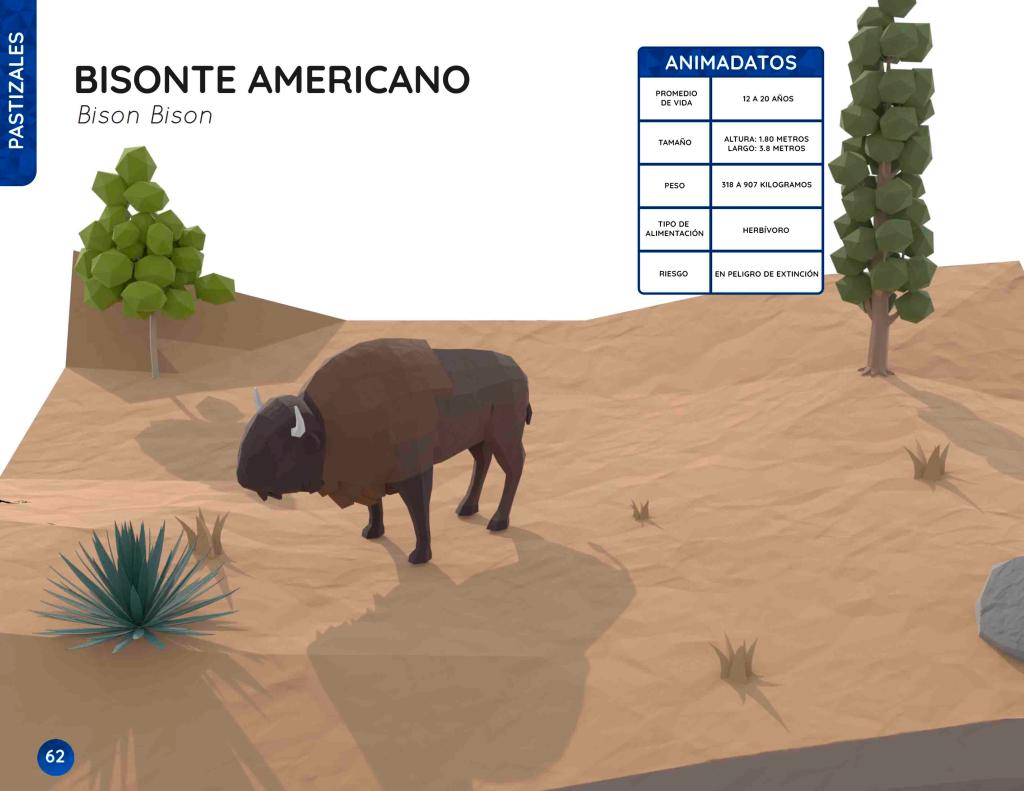 PASTIZALES
BISONTE AMERICANO
Bison Bison
ANIMADATOS
PROMEDIO
DE VIDA
12 A 20 AÑOS
TAMAÑO
ALTURA: 1.80 METROS
LARGO: 3.8 METROS
PESO
318 A 907 KILOGRAMOS
TIPO DE
ALIMENTACIÓN
HERBÍVORO
RIESGO
EN PELIGRO DE EXTINCIÓN
62